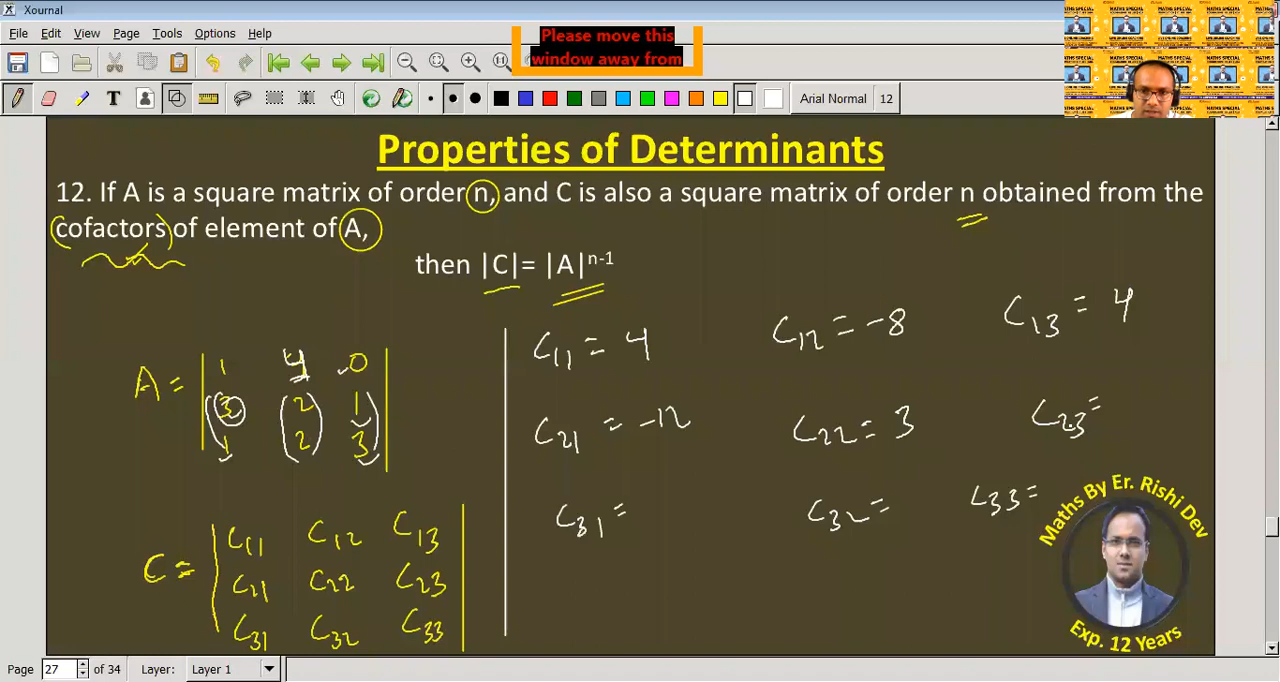 Xournal
File Edit View Page Tools Options Help
Please move this
window away from
Arial Normal 12
Properties of Determinants
12. If A is a square matrix of order n, and C is also a square matrix of order n obtained from the
cofactors of element of A,
then |C|= |A|ⁿ⁻¹
C₁₁ = 4 C₁₂ = -8 C₁₃ = 4
A = 1 4 0
3 2 1
1 2 3
C₂₁ = -12 C₂₂ = 3 C₂₃ =
C₃₁ = C₃₂ = C₃₃ =
C = C₁₁ C₁₂ C₁₃
C₂₁ C₂₂ C₂₃
C₃₁ C₃₂ C₃₃
Maths By Er. Rishi Dev
Exp. 12 Years
Page 27 of 34 Layer: Layer 1